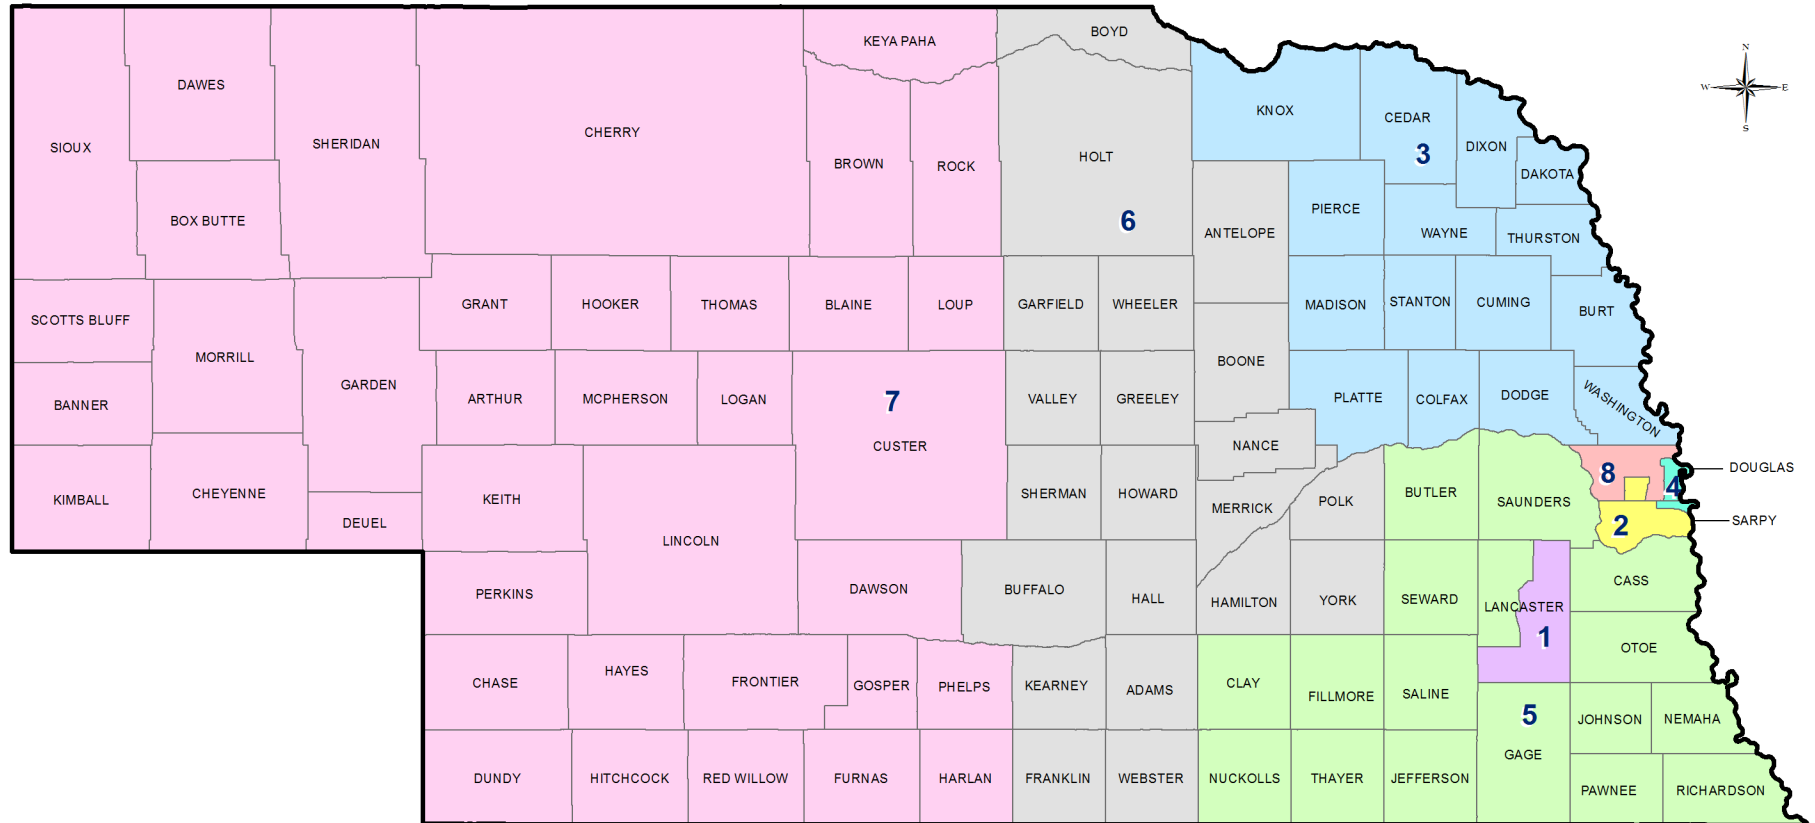 BOYD
KEYA PAHA
N
DAWES
W
E
KNOX
CEDAR
S
CHERRY
SIOUX
SHERIDAN
DIXON
3
HOLT
BROWN
ROCK
DAKOTA
PIERCE
BOX BUTTE
6
ANTELOPE
WAYNE
THURSTON
GRANT
HOOKER
THOMAS
BLAINE
LOUP
GARFIELD
WHEELER
MADISON
STANTON
CUMING
BURT
SCOTTS BLUFF
MORRILL
BOONE
GARDEN
ARTHUR
MCPHERSON
LOGAN
7
VALLEY
GREELEY
PLATTE
COLFAX
DODGE
WASHINGTON
BANNER
CUSTER
NANCE
DOUGLAS
8
4
KIMBALL
CHEYENNE
KEITH
SHERMAN
HOWARD
MERRICK
POLK
BUTLER
SAUNDERS
DEUEL
2
SARPY
LINCOLN
PERKINS
DAWSON
BUFFALO
HALL
HAMILTON
YORK
SEWARD
LANCASTER
CASS
1
OTOE
CHASE
HAYES
FRONTIER
GOSPER
PHELPS
KEARNEY
ADAMS
CLAY
FILLMORE
SALINE
5
JOHNSON
NEMAHA
GAGE
DUNDY
HITCHCOCK
RED WILLOW
FURNAS
HARLAN
FRANKLIN
WEBSTER
NUCKOLLS
THAYER
JEFFERSON
PAWNEE
RICHARDSON